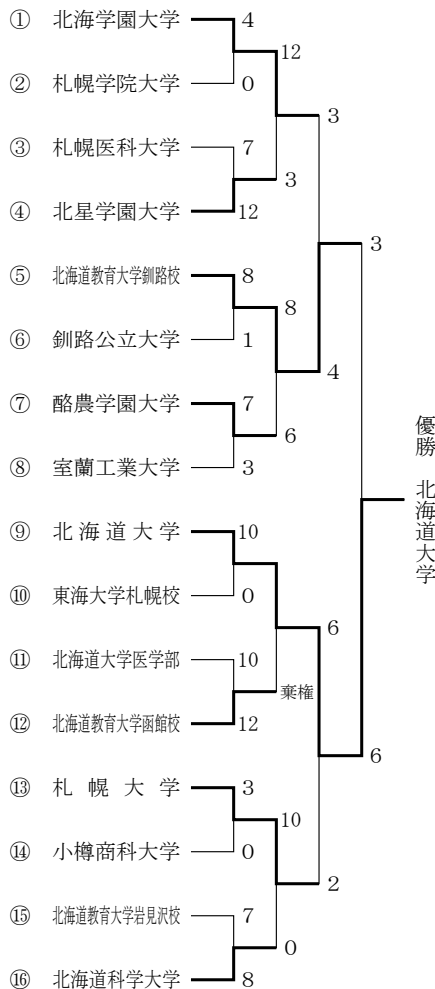 ① 北海学園大学 4
12
② 札幌学院大学 0
3
③ 札幌医科大学 7
3
④ 北星学園大学 12
3
⑤ 北海道教育大学釧路校 8
8
⑥ 釧路公立大学 1
4
⑦ 酪農学園大学 7
6
⑧ 室蘭工業大学 3
優勝 北海道大学
⑨ 北海道大学 10
⑩ 東海大学札幌校 0
6
⑪ 北海道大学医学部 10
棄権
⑫ 北海道教育大学函館校 12
6
⑬ 札幌大学 3
10
⑭ 小樽商科大学 0
2
⑮ 北海道教育大学岩見沢校 7
0
⑯ 北海道科学大学 8